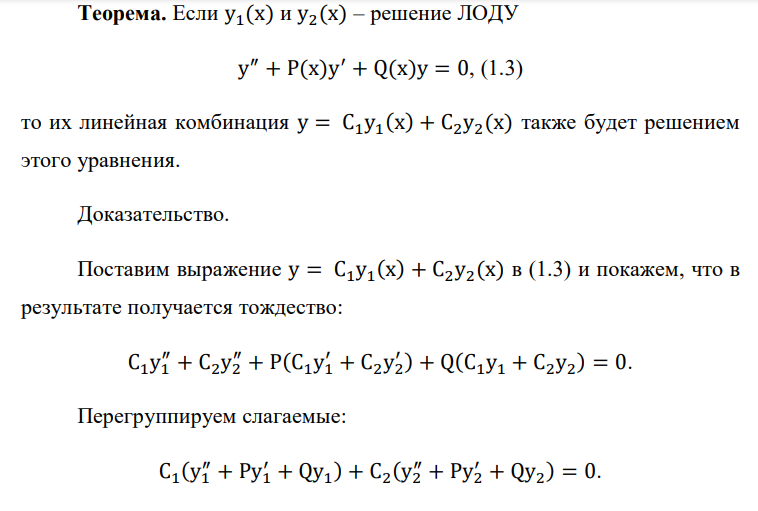 Теорема. Если y₁(x) и y₂(x) – решение ЛОДУ
y″ + P(x)y′ + Q(x)y = 0, (1.3)
то их линейная комбинация y = C₁y₁(x) + C₂y₂(x) также будет решением
этого уравнения.
Доказательство.
Поставим выражение y = C₁y₁(x) + C₂y₂(x) в (1.3) и покажем, что в
результате получается тождество:
C₁y₁″ + C₂y₂″ + P(C₁y₁′ + C₂y₂′) + Q(C₁y₁ + C₂y₂) = 0.
Перегруппируем слагаемые:
C₁(y₁″ + Py₁′ + Qy₁) + C₂(y₂″ + Py₂′ + Qy₂) = 0.